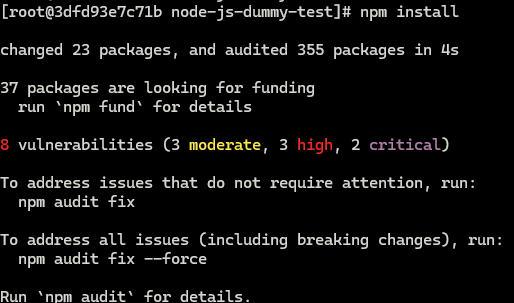 [root@3dfd93e7c71b node-js-dummy-test]# npm install
changed 23 packages, and audited 355 packages in 4s
37 packages are looking for funding
run `npm fund` for details
8 vulnerabilities (3 moderate, 3 high, 2 critical)
To address issues that do not require attention, run:
npm audit fix
To address all issues (including breaking changes), run:
npm audit fix --force
Run `npm audit` for details.